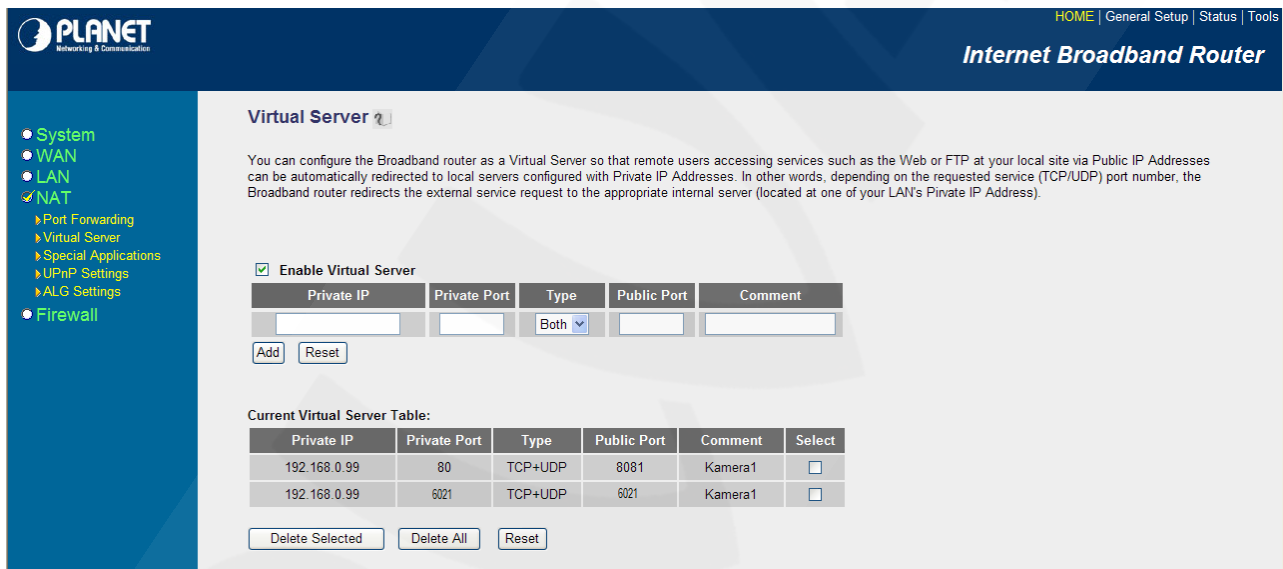 PLANET
Networking & Communication
HOME | General Setup | Status | Tools
Internet Broadband Router
System
WAN
LAN
NAT
Port Forwarding
Virtual Server
Special Applications
UPnP Settings
ALG Settings
Firewall
Virtual Server
You can configure the Broadband router as a Virtual Server so that remote users accessing services such as the Web or FTP at your local site via Public IP Addresses
can be automatically redirected to local servers configured with Private IP Addresses. In other words, depending on the requested service (TCP/UDP) port number, the
Broadband router redirects the external service request to the appropriate internal server (located at one of your LAN's Private IP Address).
Enable Virtual Server
Private IP Private Port Type Public Port Comment
Both
Add Reset
Current Virtual Server Table:
Private IP Private Port Type Public Port Comment Select
192.168.0.99 80 TCP+UDP 8081 Kamera1
192.168.0.99 6021 TCP+UDP 6021 Kamera1
Delete Selected Delete All Reset